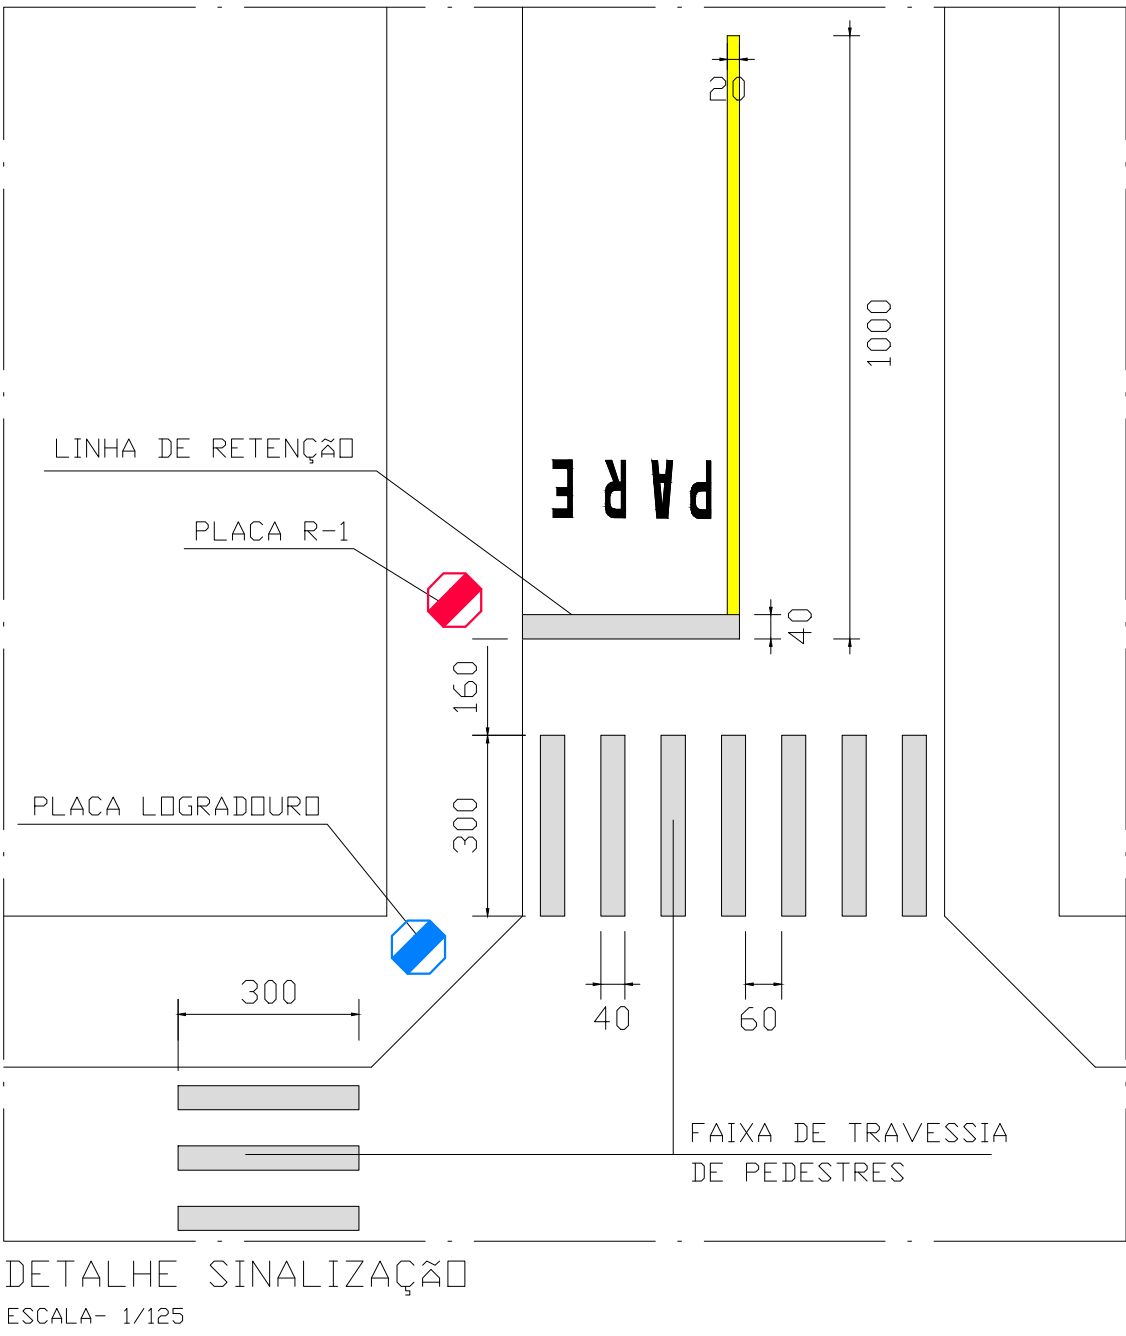 20
1000
LINHA DE RETENÇÃO
PARE
PLACA R-1
40
160
PLACA LOGRADOURO
300
300
40
60
FAIXA DE TRAVESSIA
DE PEDESTRES
DETALHE SINALIZAÇÃO
ESCALA- 1/125